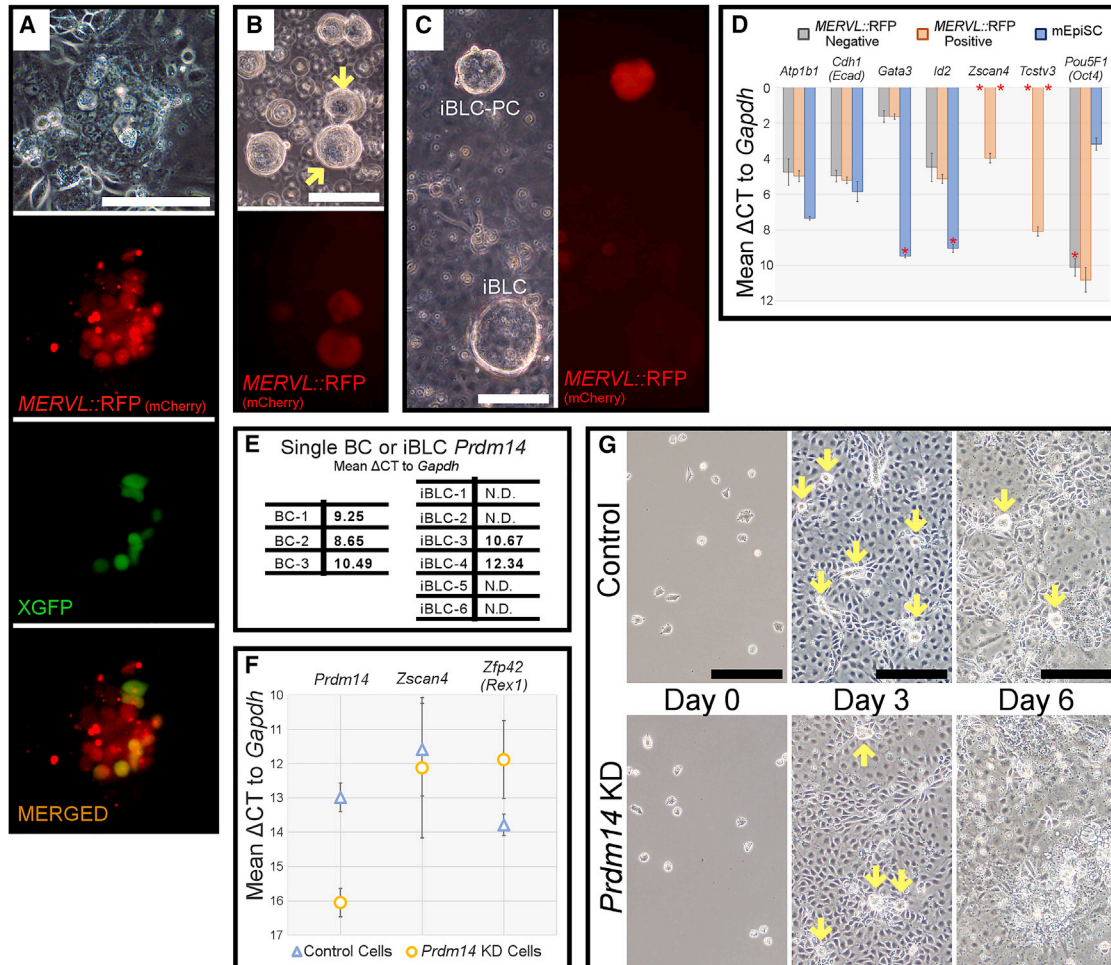 A
MERVL::RFP (mCherry)
XGFP
MERGED
B
MERVL::RFP
(mCherry)
C
iBLC-PC
iBLC
MERVL::RFP
(mCherry)
D
MERVL::RFP Negative
MERVL::RFP Positive
mEpiSC
Atp1b1
Cdh1 (Ecad)
Gata3
Id2
Zscan4
Tcstv3
Pou5F1 (Oct4)
Mean ΔCT to Gapdh
0
2
4
6
8
10
12
* * * *
* * *
E
Single BC or iBLC Prdm14
Mean ΔCT to Gapdh
BC-1 9.25
BC-2 8.65
BC-3 10.49
iBLC-1 N.D.
iBLC-2 N.D.
iBLC-3 10.67
iBLC-4 12.34
iBLC-5 N.D.
iBLC-6 N.D.
F
Prdm14
Zscan4
Zfp42 (Rex1)
Mean ΔCT to Gapdh
10
11
12
13
14
15
16
17
Control Cells
Prdm14 KD Cells
G
Control
Day 0
Day 3
Day 6
Prdm14 KD